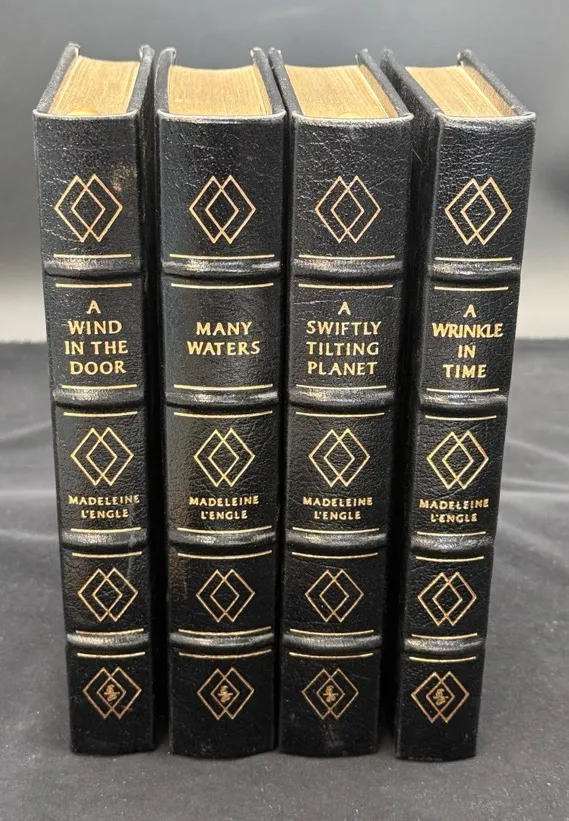 A
WIND
IN THE
DOOR
MADELEINE
L'ENGLE
MANY
WATERS
MADELEINE
L'ENGLE
A
SWIFTLY
TILTING
PLANET
MADELEINE
L'ENGLE
A
WRINKLE
IN
TIME
MADELEINE
L'ENGLE